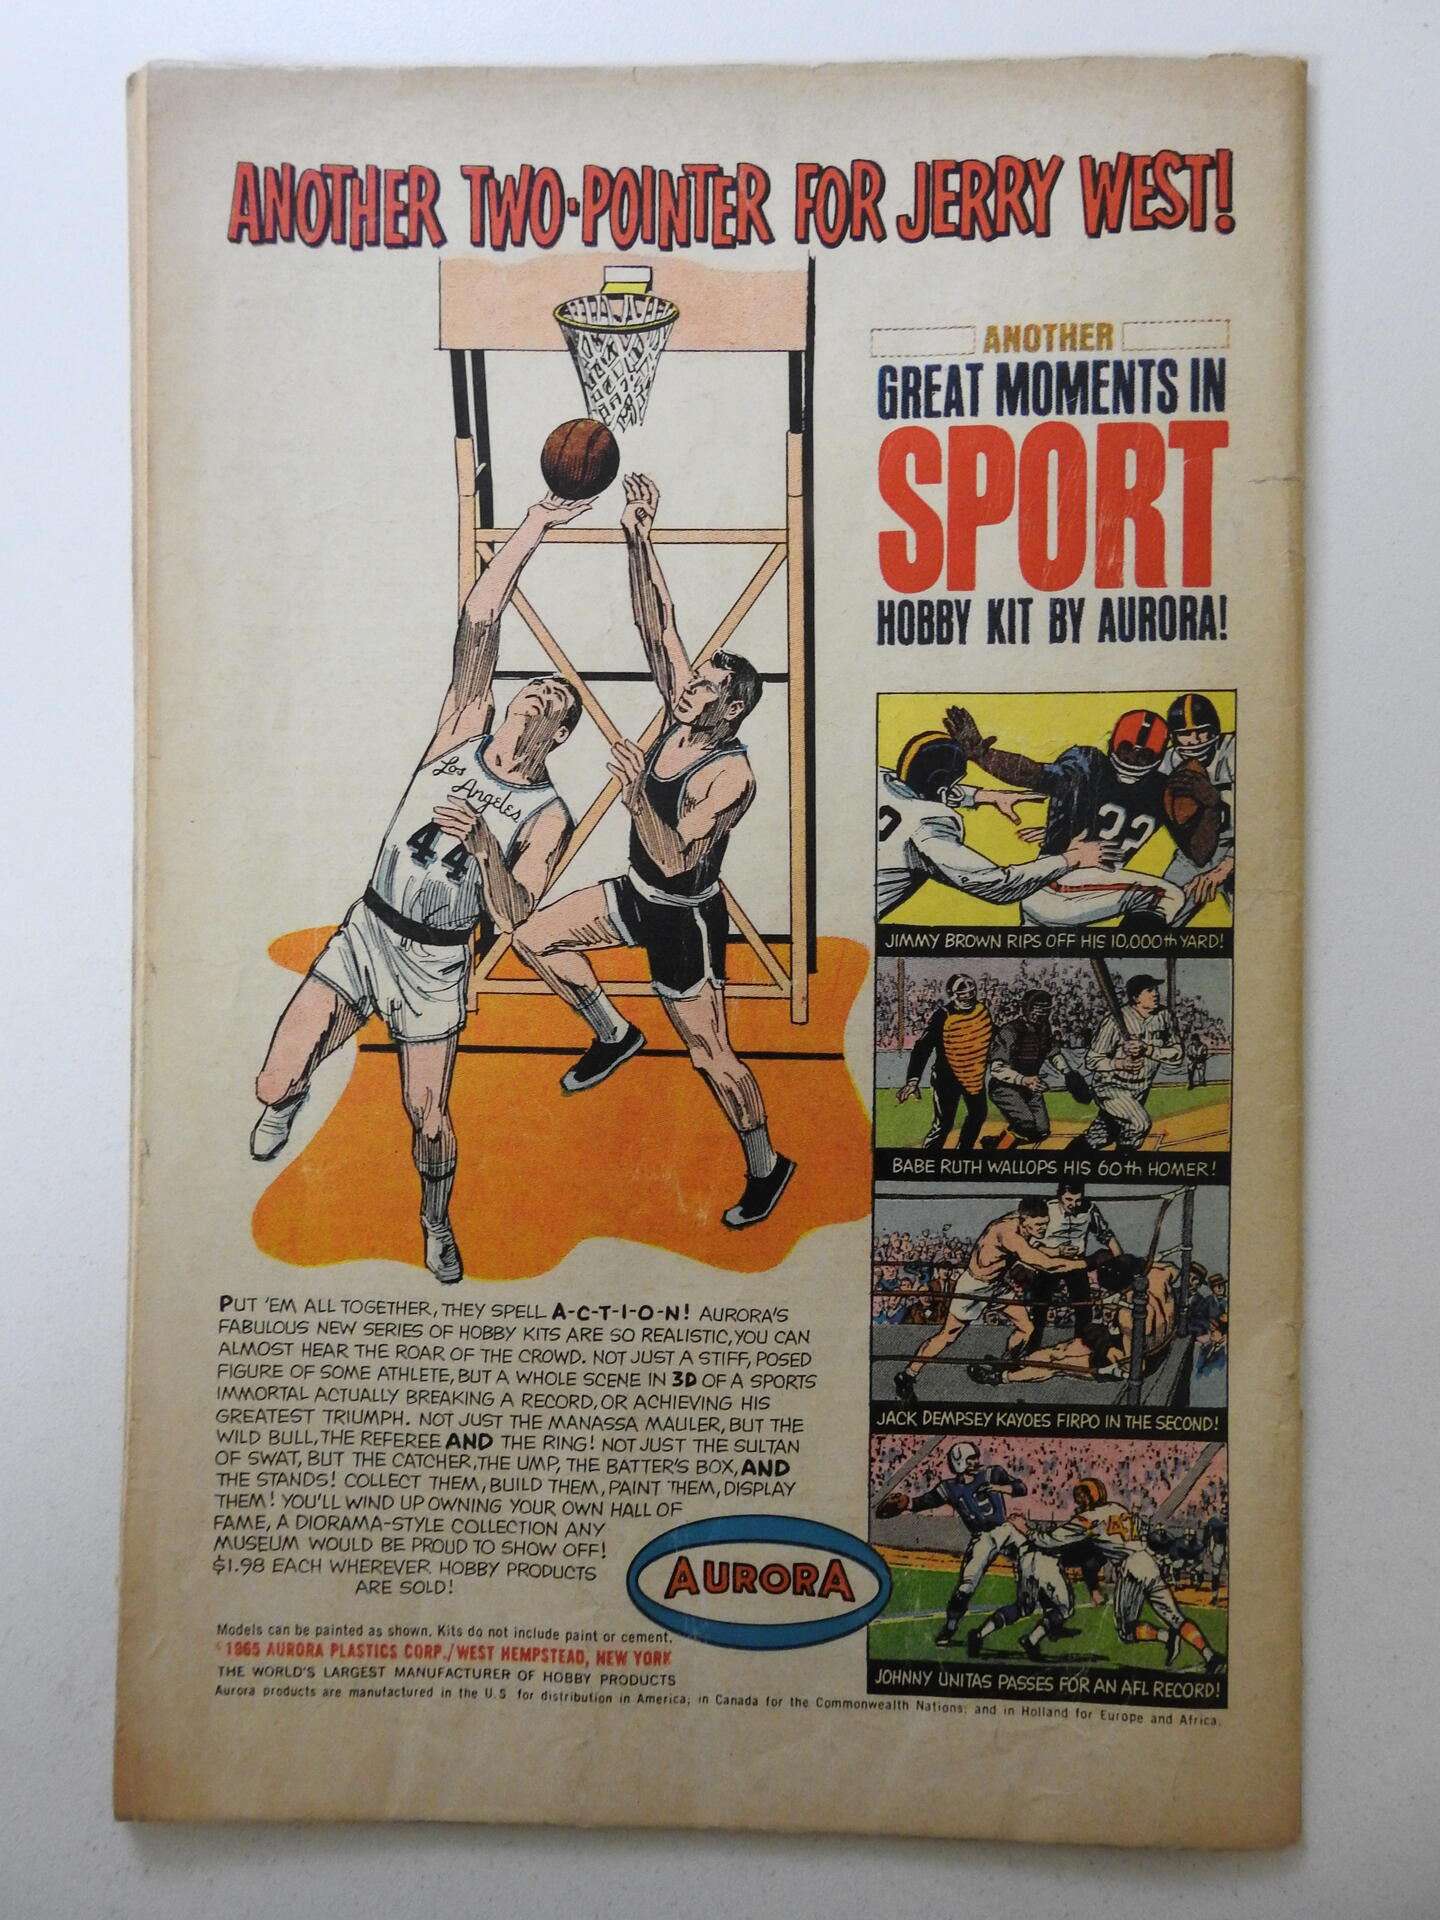 ANOTHER TWO-POINTER FOR JERRY WEST!
ANOTHER
GREAT MOMENTS IN
SPORT
HOBBY KIT BY AURORA!
Los
Angeles
44
32
JIMMY BROWN RIPS OFF HIS 10,000th YARD!
BABE RUTH WALLOPS HIS 60th HOMER!
JACK DEMPSEY KAYOES FIRPO IN THE SECOND!
15
JOHNNY UNITAS PASSES FOR AN AFL RECORD!
PUT 'EM ALL TOGETHER, THEY SPELL A-C-T-I-O-N! AURORA'S
FABULOUS NEW SERIES OF HOBBY KITS ARE SO REALISTIC, YOU CAN
ALMOST HEAR THE ROAR OF THE CROWD. NOT JUST A STIFF, POSED
FIGURE OF SOME ATHLETE, BUT A WHOLE SCENE IN 3D OF A SPORTS
IMMORTAL ACTUALLY BREAKING A RECORD, OR ACHIEVING HIS
GREATEST TRIUMPH. NOT JUST THE MANASSA MAULER, BUT THE
WILD BULL, THE REFEREE AND THE RING! NOT JUST THE SULTAN
OF SWAT, BUT THE CATCHER, THE UMP, THE BATTER'S BOX, AND
THE STANDS! COLLECT THEM, BUILD THEM, PAINT THEM, DISPLAY
THEM! YOU'LL WIND UP OWNING YOUR OWN HALL OF
FAME, A DIORAMA-STYLE COLLECTION ANY
MUSEUM WOULD BE PROUD TO SHOW OFF!
$1.98 EACH WHEREVER HOBBY PRODUCTS
ARE SOLD!
AURORA
Models can be painted as shown. Kits do not include paint or cement.
© 1965 AURORA PLASTICS CORP./WEST HEMPSTEAD, NEW YORK
THE WORLD'S LARGEST MANUFACTURER OF HOBBY PRODUCTS
Aurora products are manufactured in the U.S for distribution in America; in Canada for the Commonwealth Nations; and in Holland for Europe and Africa.